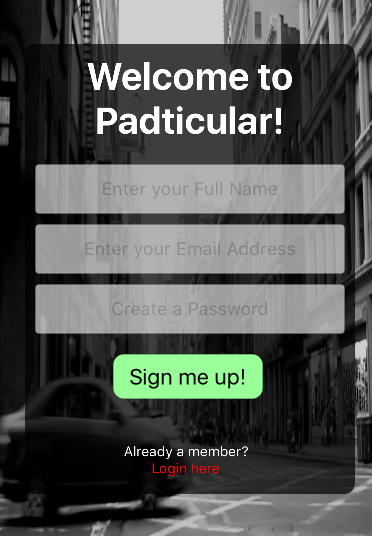 Welcome to
Padticular!
Enter your Full Name
Enter your Email Address
Create a Password
Sign me up!
Already a member?
Login here